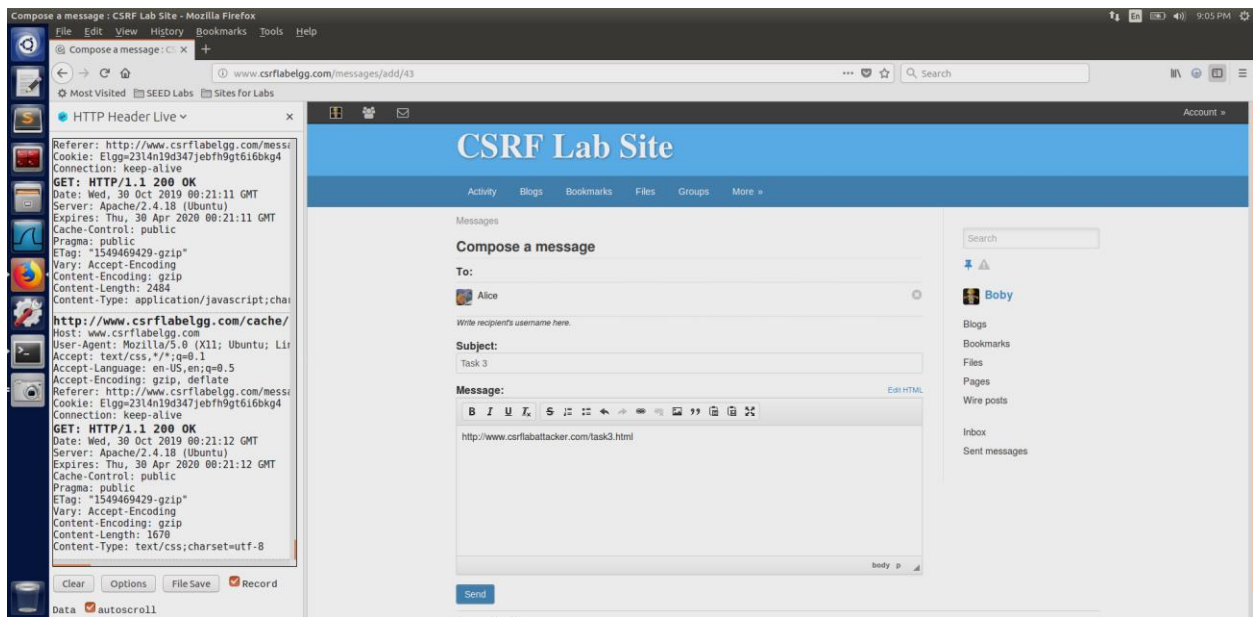 Compose a message : CSRF Lab Site - Mozilla Firefox
En
9:05 PM
File Edit View History Bookmarks Tools Help
Compose a message : C
www.csrflabelgg.com/messages/add/43
Search
Most Visited SEED Labs Sites for Labs
HTTP Header Live
Referer: http://www.csrflabelgg.com/messa
Cookie: Elgg=23l4n19d347jebfh9gt6i6bkg4
Connection: keep-alive
GET: HTTP/1.1 200 OK
Date: Wed, 30 Oct 2019 00:21:11 GMT
Server: Apache/2.4.18 (Ubuntu)
Expires: Thu, 30 Apr 2020 00:21:11 GMT
Cache-Control: public
Pragma: public
ETag: "1549469429-gzip"
Vary: Accept-Encoding
Content-Encoding: gzip
Content-Length: 2484
Content-Type: application/javascript;cha
http://www.csrflabelgg.com/cache/
Host: www.csrflabelgg.com
User-Agent: Mozilla/5.0 (X11; Ubuntu; Lin
Accept: text/css,*/*;q=0.1
Accept-Language: en-US,en;q=0.5
Accept-Encoding: gzip, deflate
Referer: http://www.csrflabelgg.com/messa
Cookie: Elgg=23l4n19d347jebfh9gt6i6bkg4
Connection: keep-alive
GET: HTTP/1.1 200 OK
Date: Wed, 30 Oct 2019 00:21:12 GMT
Server: Apache/2.4.18 (Ubuntu)
Expires: Thu, 30 Apr 2020 00:21:12 GMT
Cache-Control: public
Pragma: public
ETag: "1549469429-gzip"
Vary: Accept-Encoding
Content-Encoding: gzip
Content-Length: 1670
Content-Type: text/css;charset=utf-8
Clear Options File Save Record
Data autoscroll
Account »
CSRF Lab Site
Activity Blogs Bookmarks Files Groups More »
Messages
Compose a message
To:
Alice
Write recipient's username here.
Subject:
Task 3
Message:
Edit HTML
B I U Tx S
http://www.csrflabattacker.com/task3.html
body p
Send
Search
Boby
Blogs
Bookmarks
Files
Pages
Wire posts
Inbox
Sent messages